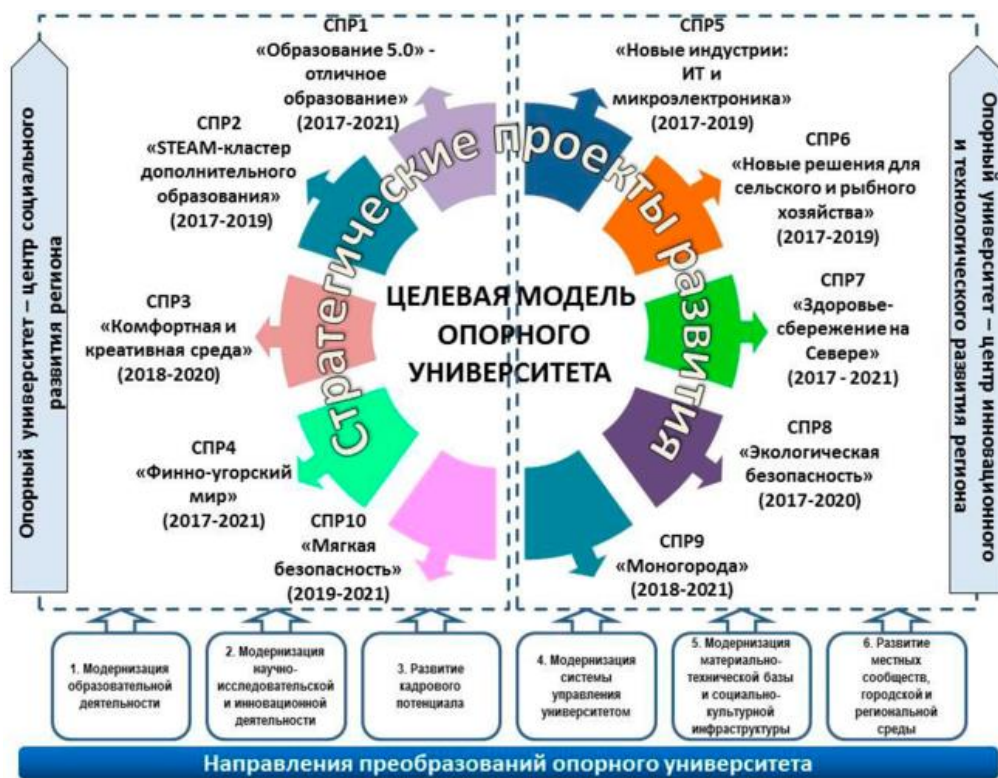 Опорный университет – центр социального
развития региона
СПР1
«Образование 5.0» -
отличное
образование»
(2017-2021)
СПР2
«STEAM-кластер
дополнительного
образования»
(2017-2019)
СПР3
«Комфортная и
креативная среда»
(2018-2020)
СПР4
«Финно-угорский
мир»
(2017-2021)
СПР10
«Мягкая
безопасность»
(2019-2021)
Стратегические проекты развития
ЦЕЛЕВАЯ МОДЕЛЬ
ОПОРНОГО
УНИВЕРСИТЕТА
СПР5
«Новые индустрии:
ИТ и
микроэлектроника»
(2017-2019)
СПР6
«Новые решения для
сельского и рыбного
хозяйства»
(2017-2019)
СПР7
«Здоровье-
сбережение на
Севере»
(2017 - 2021)
СПР8
«Экологическая
безопасность»
(2017-2020)
СПР9
«Моногорода»
(2018-2021)
Опорный университет – центр инновационного
и технологического развития региона
1. Модернизация
образовательной
деятельности
2. Модернизация
научно-
исследовательской
и инновационной
деятельности
3. Развитие
кадрового
потенциала
4. Модернизация
системы
управления
университетом
5. Модернизация
материально-
технической базы
и социально-
культурной
инфраструктуры
6. Развитие
местных
сообществ,
городской и
региональной
среды
Направления преобразований опорного университета